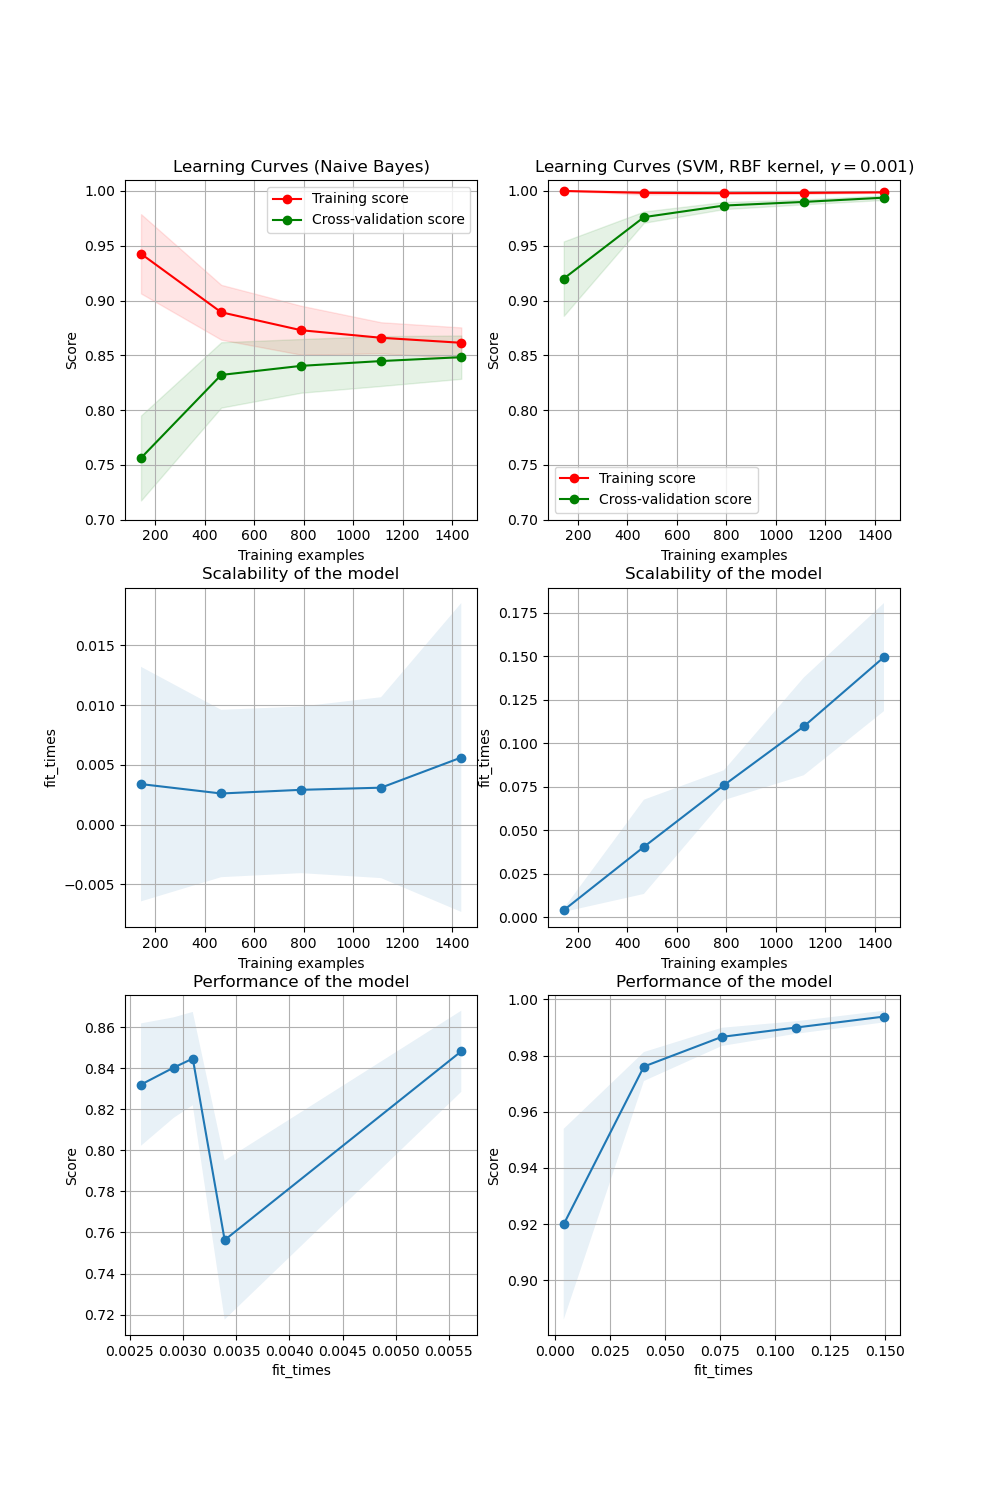 Learning Curves (Naive Bayes)
Score
1.00
0.95
0.90
0.85
0.80
0.75
0.70
Training score
Cross-validation score
200 400 600 800 1000 1200 1400
Training examples
Learning Curves (SVM, RBF kernel, γ = 0.001)
Score
1.00
0.95
0.90
0.85
0.80
0.75
0.70
Training score
Cross-validation score
200 400 600 800 1000 1200 1400
Training examples
Scalability of the model
fit_times
0.015
0.010
0.005
0.000
−0.005
200 400 600 800 1000 1200 1400
Training examples
Scalability of the model
fit_times
0.175
0.150
0.125
0.100
0.075
0.050
0.025
0.000
200 400 600 800 1000 1200 1400
Training examples
Performance of the model
Score
0.86
0.84
0.82
0.80
0.78
0.76
0.74
0.72
0.0025 0.0030 0.0035 0.0040 0.0045 0.0050 0.0055
fit_times
Performance of the model
Score
1.00
0.98
0.96
0.94
0.92
0.90
0.000 0.025 0.050 0.075 0.100 0.125 0.150
fit_times